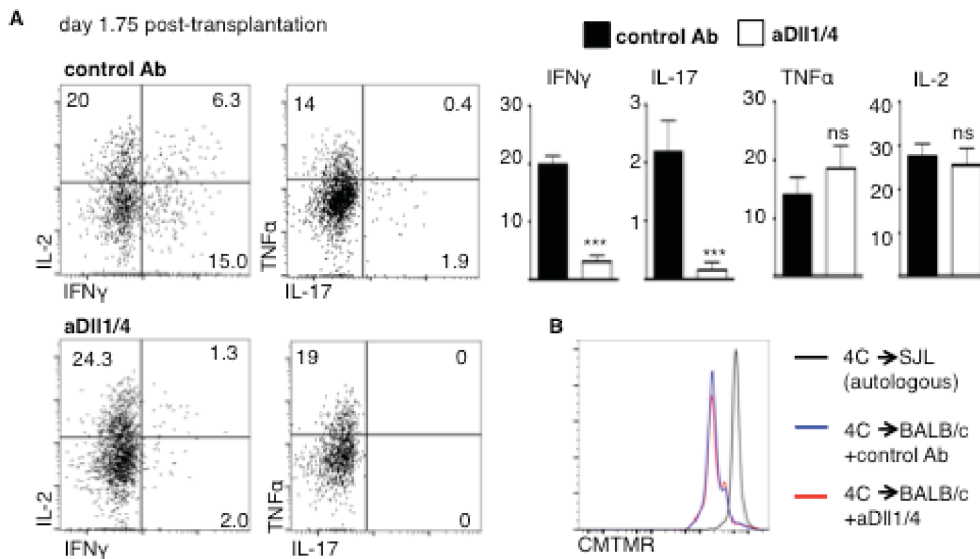 A
day 1.75 post-transplantation
control Ab
aDll1/4
control Ab
20
6.3
15.0
IL-2
IFNγ
14
0.4
1.9
TNFα
IL-17
IFNγ
30
20
10
***
IL-17
3
2
1
***
TNFα
30
20
10
ns
IL-2
40
30
20
10
ns
aDll1/4
24.3
1.3
2.0
IL-2
IFNγ
19
0
0
TNFα
IL-17
B
CMTMR
4C ➔SJL
(autologous)
4C ➔BALB/c
+control Ab
4C ➔BALB/c
+aDll1/4